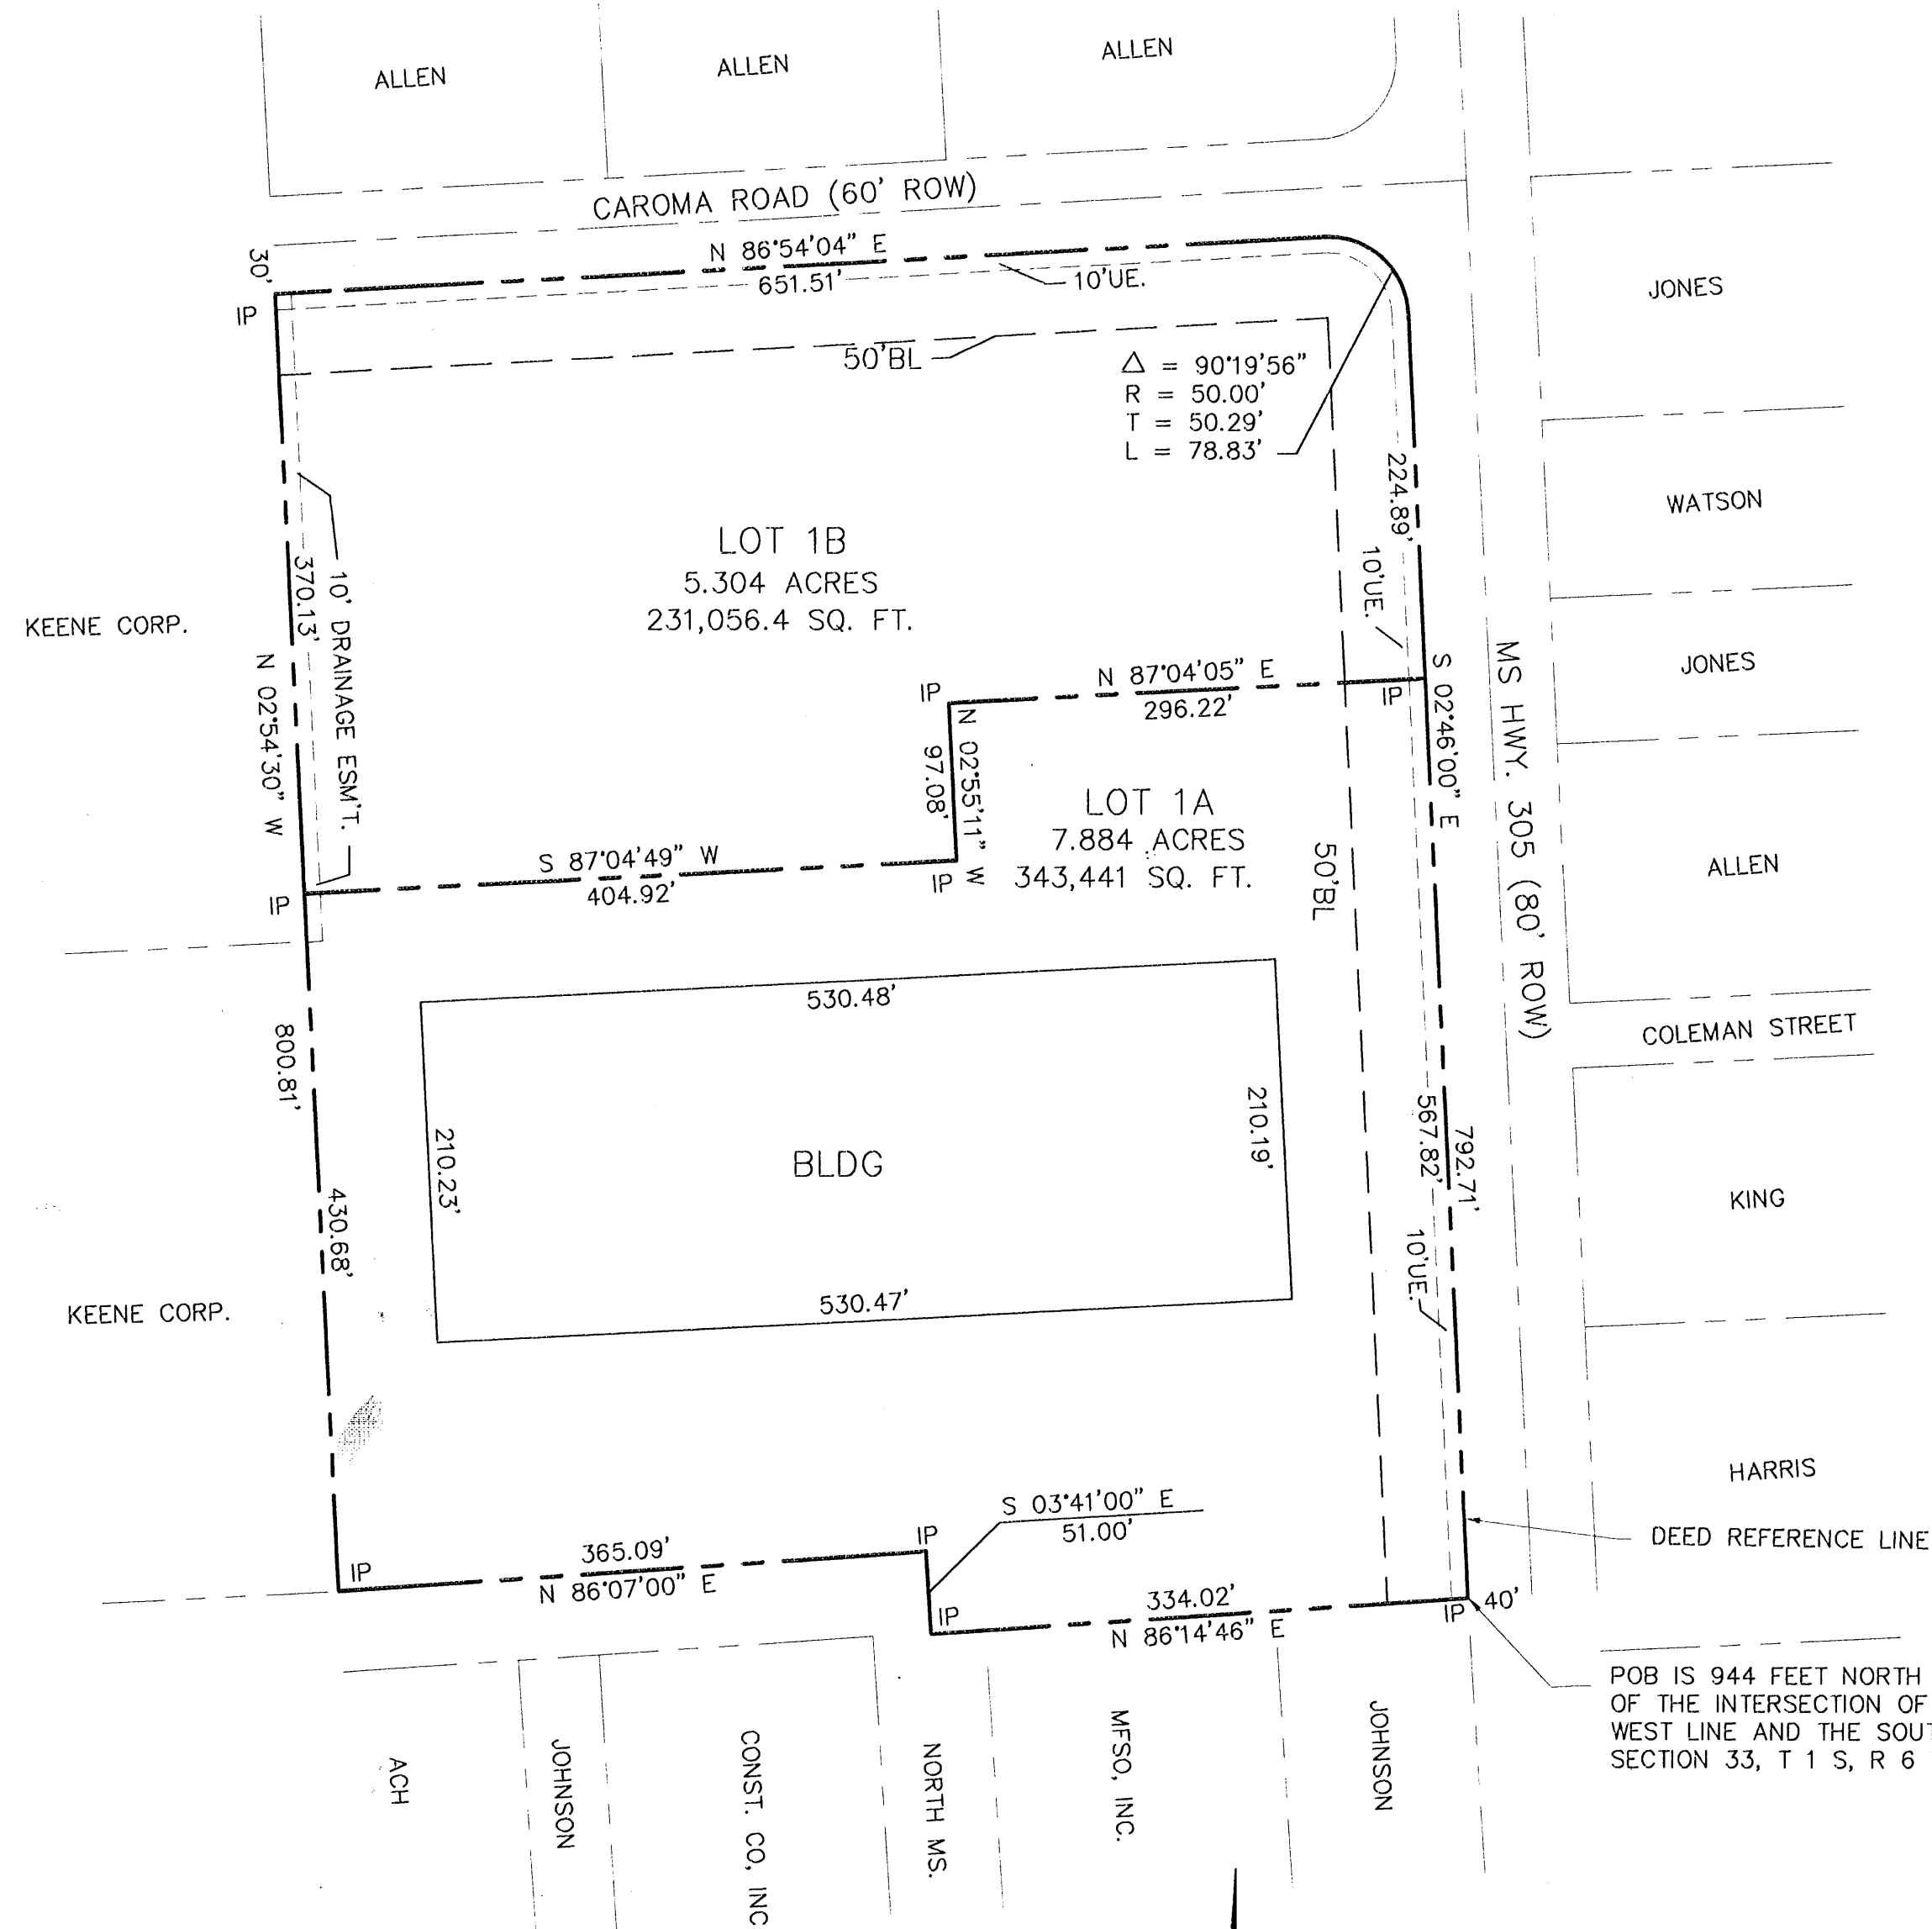 ALLEN
ALLEN
ALLEN
CAROMA ROAD (60' ROW)
30'
IP
N 86°54'04" E
651.51'
10'UE.
50'BL
Δ = 90°19'56"
R = 50.00'
T = 50.29'
L = 78.83'
JONES
WATSON
JONES
ALLEN
COLEMAN STREET
KING
HARRIS
KEENE CORP.
N 02°54'30" W
370.13'
10' DRAINAGE ESM'T.
LOT 1B
5.304 ACRES
231,056.4 SQ. FT.
224.89'
10'UE.
S 02°46'00" E
MS HWY. 305 (80' ROW)
IP
N 87°04'05" E
296.22'
IP
N 02°55'11" W
97.08'
LOT 1A
7.884 ACRES
343,441 SQ. FT.
S 87°04'49" W
404.92'
IP
IP
50'BL
800.81'
430.68'
530.48'
210.23'
BLDG
210.19'
530.47'
567.82'
792.71'
10'UE.
KEENE CORP.
S 03°41'00" E
51.00'
IP
365.09'
N 86°07'00" E
IP
IP
334.02'
N 86°14'46" E
IP
40'
DEED REFERENCE LINE
POB IS 944 FEET NORTH
OF THE INTERSECTION OF
WEST LINE AND THE SOUT
SECTION 33, T 1 S, R 6
ACH
JOHNSON
CONST. CO, INC
NORTH MS.
MFSO, INC.
JOHNSON